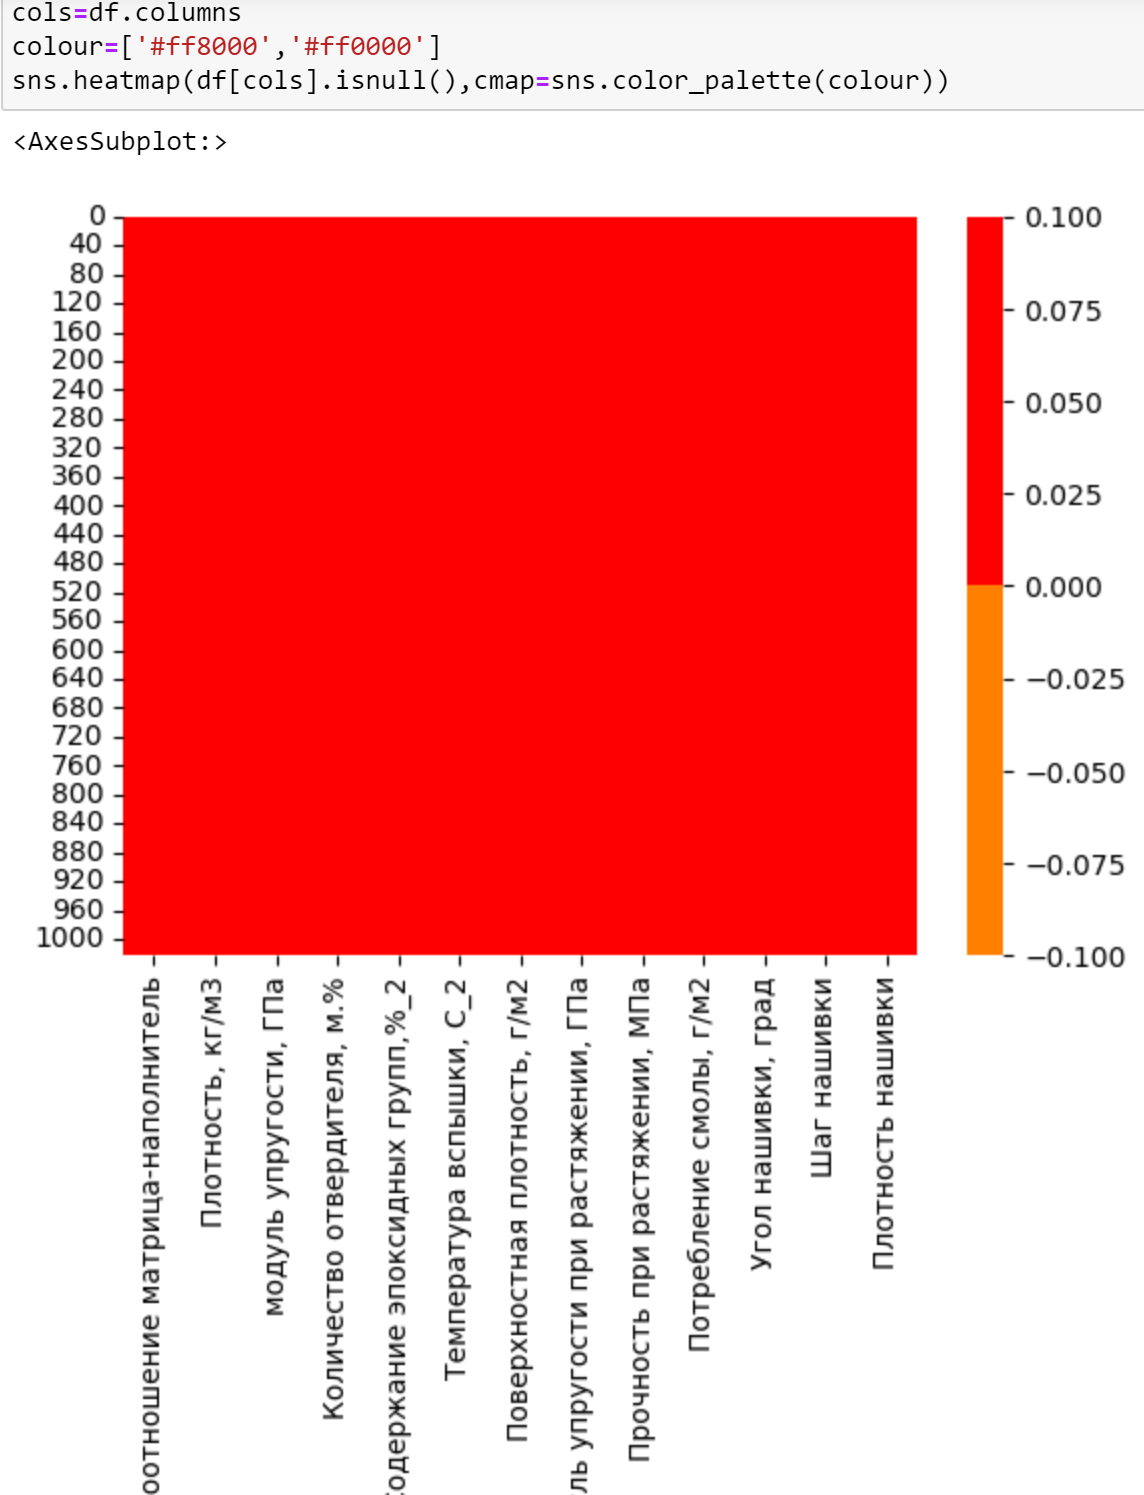 cols=df.columns
colour=['#ff8000','#ff0000']
sns.heatmap(df[cols].isnull(),cmap=sns.color_palette(colour))
<AxesSubplot:>
0
40
80
120
160
200
240
280
320
360
400
440
480
520
560
600
640
680
720
760
800
840
880
920
960
1000
0.100
0.075
0.050
0.025
0.000
−0.025
−0.050
−0.075
−0.100
оотношение матрица-наполнитель
Плотность, кг/м3
модуль упругости, ГПа
Количество отвердителя, м.%
содержание эпоксидных групп,%_2
Температура вспышки, С_2
Поверхностная плотность, г/м2
ль упругости при растяжении, ГПа
Прочность при растяжении, МПа
Потребление смолы, г/м2
Угол нашивки, град
Шаг нашивки
Плотность нашивки